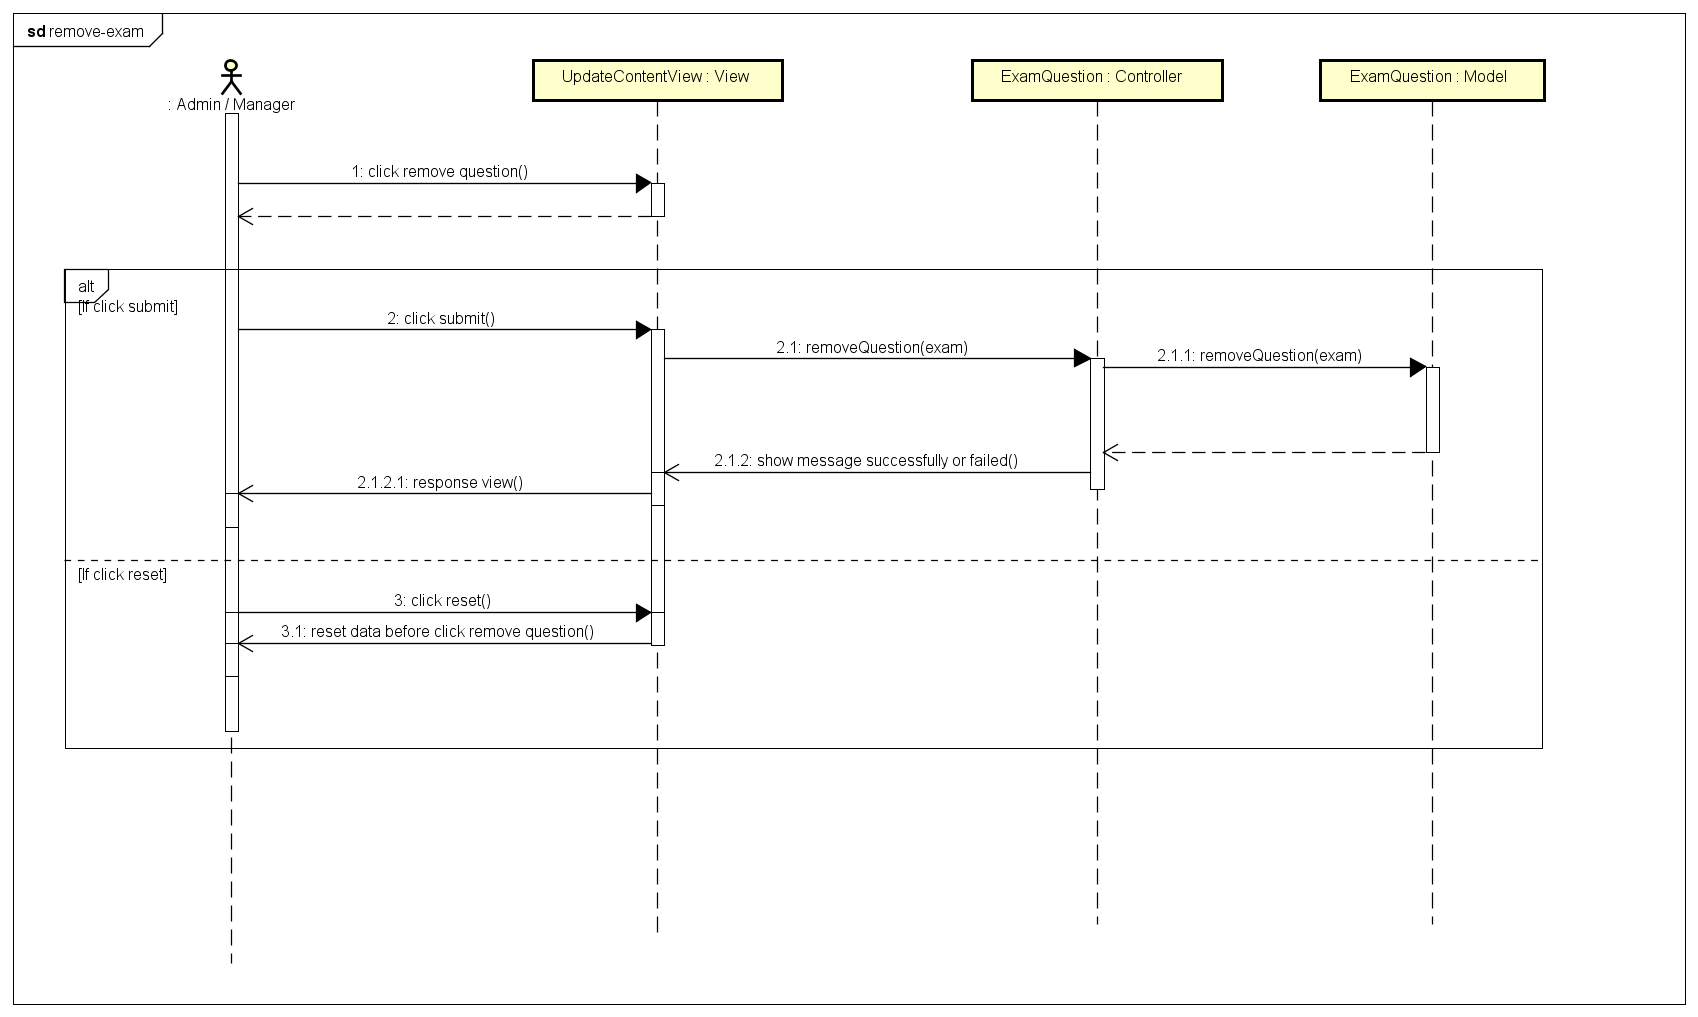 sd remove-exam
: Admin / Manager
UpdateContentView : View
ExamQuestion : Controller
ExamQuestion : Model
1: click remove question()
alt
[If click submit]
2: click submit()
2.1: removeQuestion(exam)
2.1.1: removeQuestion(exam)
2.1.2: show message successfully or failed()
2.1.2.1: response view()
[If click reset]
3: click reset()
3.1: reset data before click remove question()